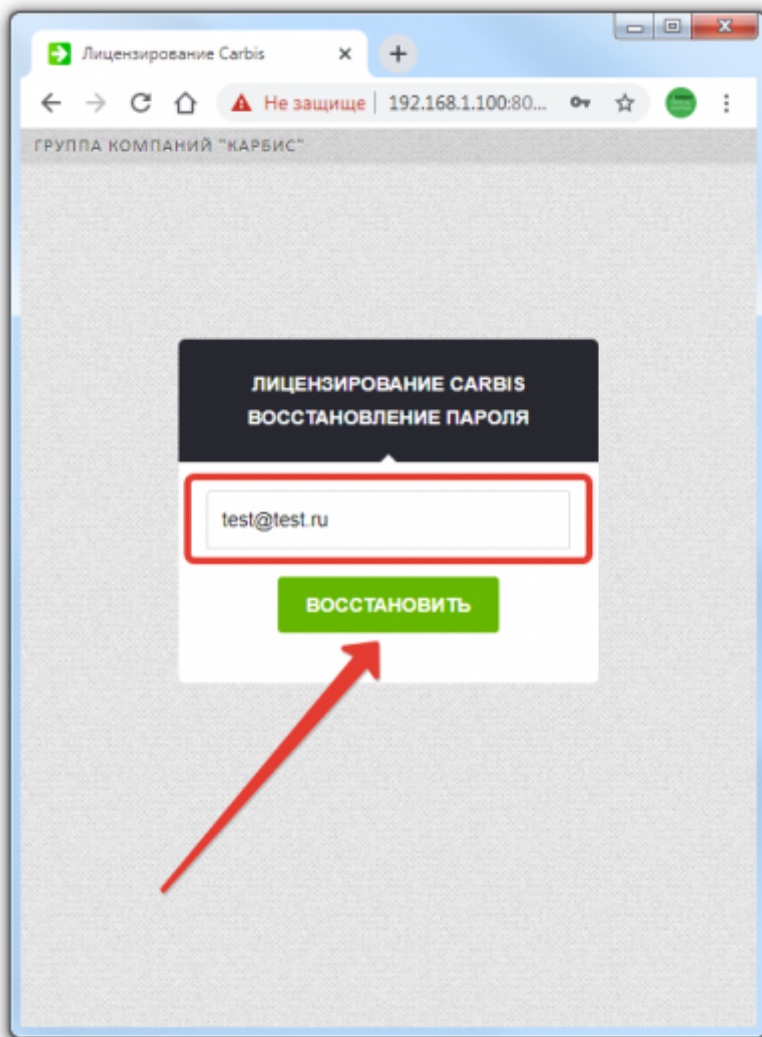 Лицензирование Carbis
Не защище 192.168.1.100:80...
ГРУППА КОМПАНИЙ "КАРБИС"
ЛИЦЕНЗИРОВАНИЕ CARBIS
ВОССТАНОВЛЕНИЕ ПАРОЛЯ
test@test.ru
ВОССТАНОВИТЬ